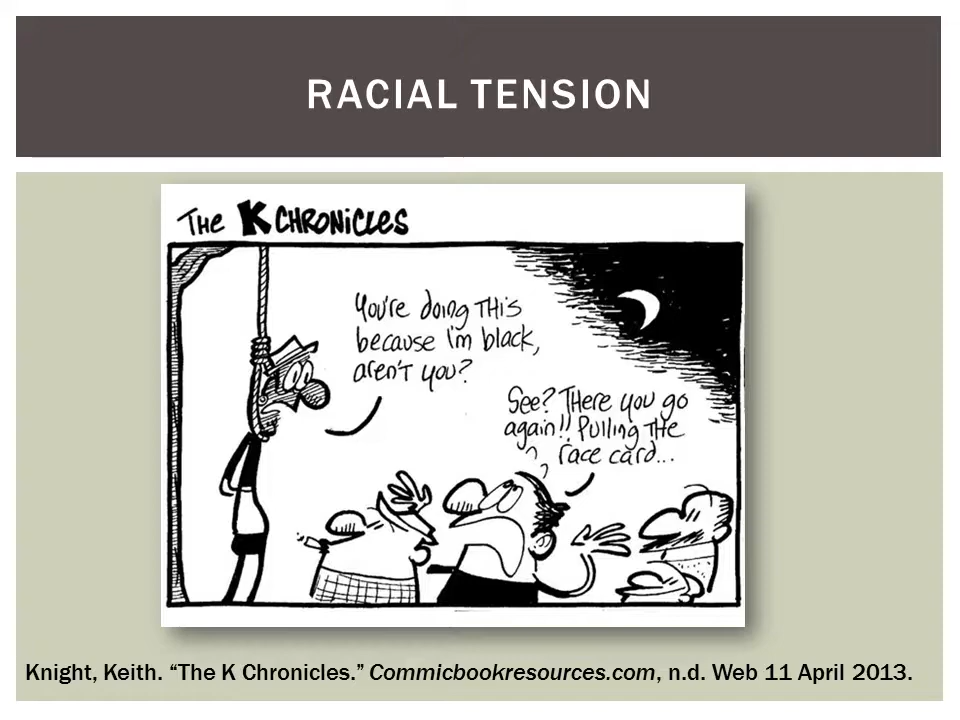 RACIAL TENSION
THE K CHRONICLES
You're doing THIS
because I'm black,
aren't you?
See? THere you go
again!! Pulling THe
race card...
Knight, Keith. “The K Chronicles.” Commicbookresources.com, n.d. Web 11 April 2013.